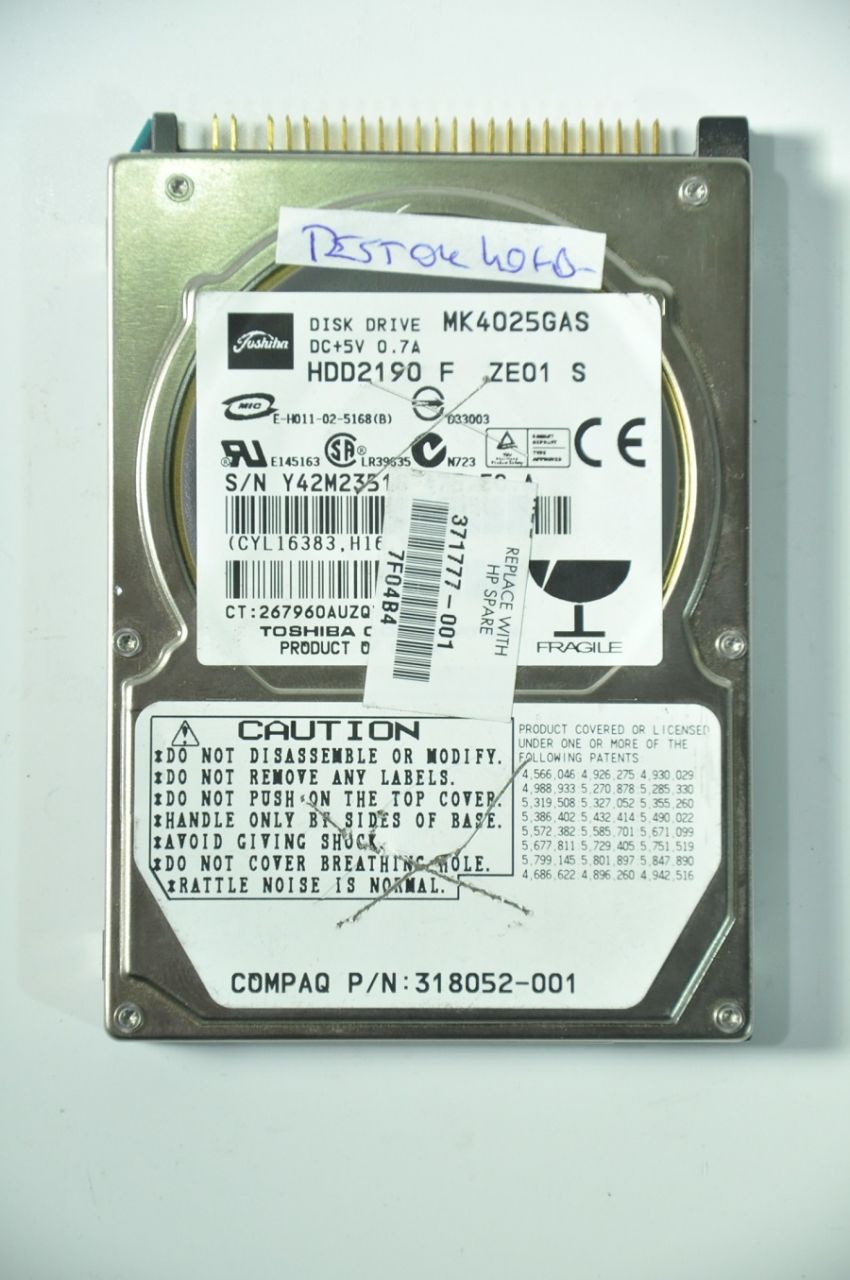 TEST OK 40GB
Toshiba
DISK DRIVE MK4025GAS
DC+5V 0.7A
HDD2190 F ZE01 S
MIC
E-H011-02-5168(B)
D33003
E145163
LR39635
N723
CE
S/N Y42M2351
(CYL16383,H16
CT:267960AUZQ
TOSHIBA
PRODUCT
FRAGILE
REPLACE WITH
HP SPARE
371777-001
7F04B4
CAUTION
*DO NOT DISASSEMBLE OR MODIFY.
*DO NOT REMOVE ANY LABELS.
*DO NOT PUSH ON THE TOP COVER.
*HANDLE ONLY BY SIDES OF BASE.
*AVOID GIVING SHOCK.
*DO NOT COVER BREATHING HOLE.
*RATTLE NOISE IS NORMAL.
PRODUCT COVERED OR LICENSED
UNDER ONE OR MORE OF THE
FOLLOWING PATENTS
4,566,046 4,926,275 4,930,029
4,988,933 5,270,878 5,285,330
5,319,508 5,327,052 5,355,260
5,386,402 5,432,414 5,490,022
5,572,382 5,585,701 5,671,099
5,677,811 5,729,405 5,751,519
5,799,145 5,801,897 5,847,890
4,686,622 4,896,260 4,942,516
COMPAQ P/N:318052-001